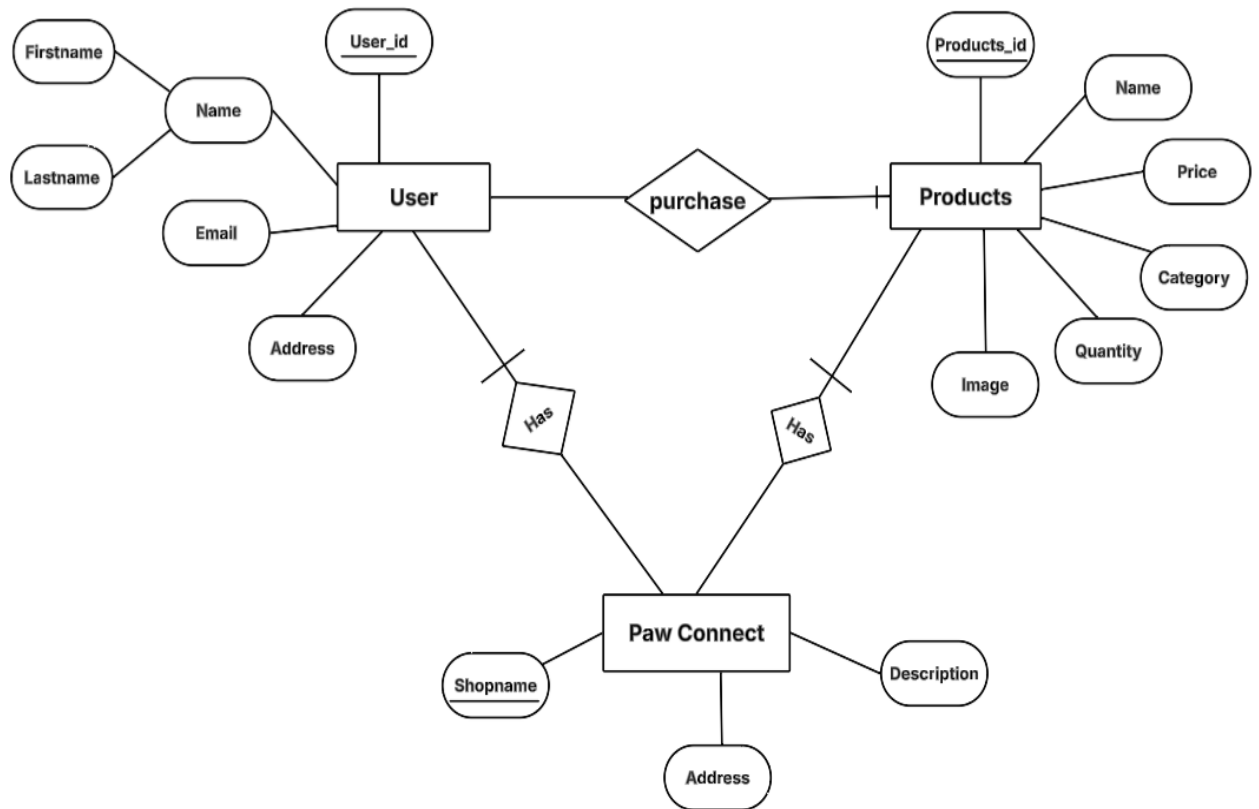 User_id
Firstname
Name
Lastname
Email
Address
User
purchase
Products_id
Name
Price
Category
Quantity
Image
Products
Has
Has
Paw Connect
Shopname
Description
Address